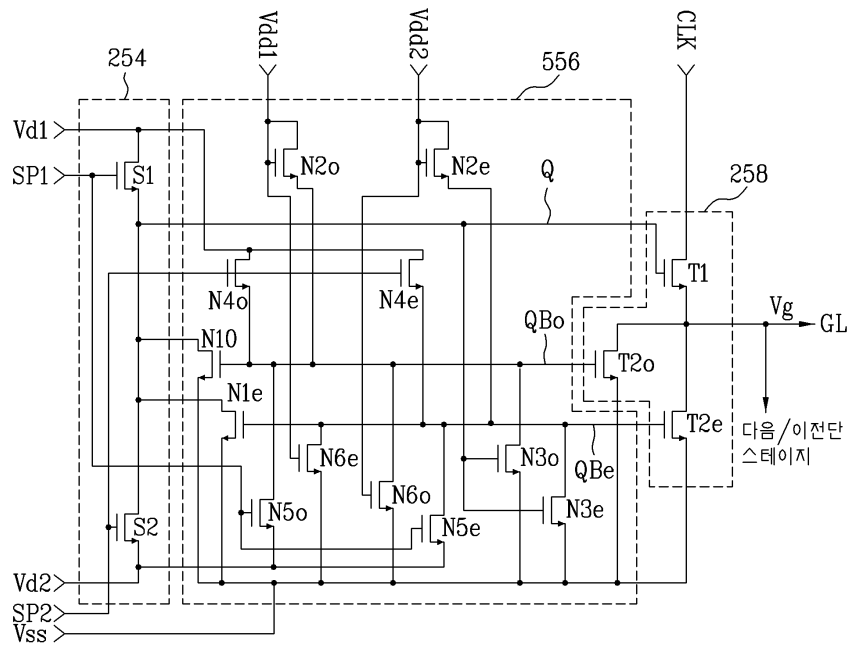 Vdd1
Vdd2
CLK
254
556
Vd1
N2o
N2e
Q
258
SP1
S1
T1
N4o
N4e
Vg
GL
QBo
N10
T2o
N1e
T2e
다음/이전단
스테이지
N6e
N3o
QBe
N6o
N5o
N5e
N3e
S2
Vd2
SP2
Vss